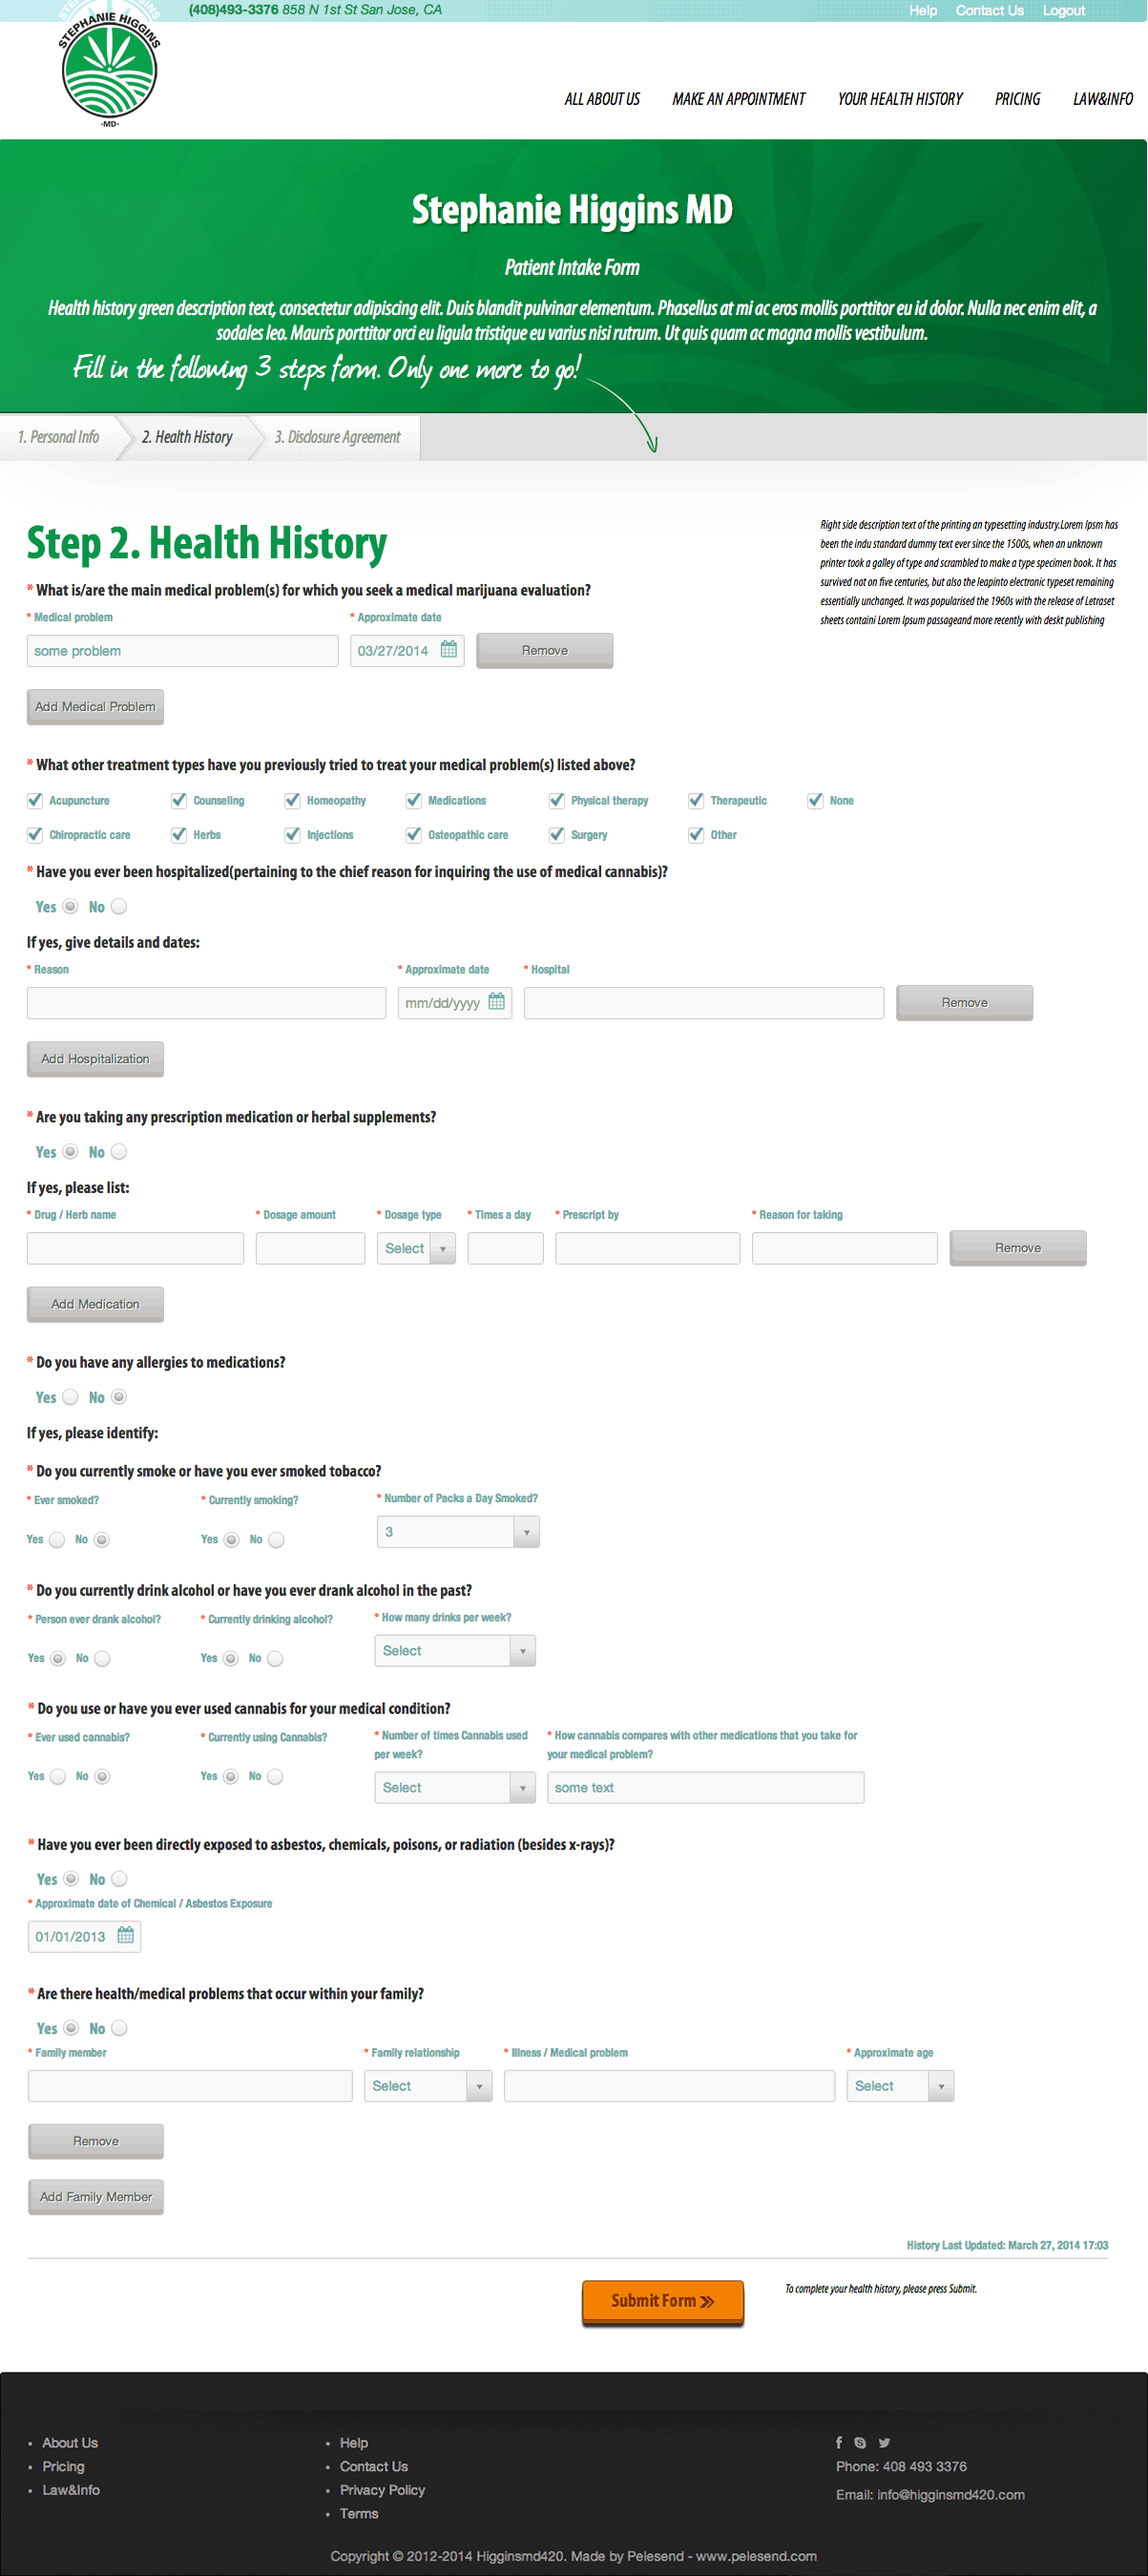 (408)493-3376 858 N 1st St San Jose, CA
Help Contact Us Logout
STEPHANIE HIGGINS
-MD-
ALL ABOUT US MAKE AN APPOINTMENT YOUR HEALTH HISTORY PRICING LAW&INFO
Stephanie Higgins MD
Patient Intake Form
Health history green description text, consectetur adipiscing elit. Duis blandit pulvinar elementum. Phasellus at mi ac eros mollis porttitor eu id dolor. Nulla nec enim elit, a
sodales leo. Mauris porttitor orci eu ligula tristique eu varius nisi rutrum. Ut quis quam ac magna mollis vestibulum.
Fill in the following 3 steps form. Only one more to go!
1. Personal Info 2. Health History 3. Disclosure Agreement
Step 2. Health History
Right side description text of the printing an typesetting industry.Lorem Ipsm has
been the indu standard dummy text ever since the 1500s, when an unknown
printer took a galley of type and scrambled to make a type specimen book. It has
survived not on five centuries, but also the leapinto electronic typeset remaining
essentially unchanged. It was popularised the 1960s with the release of Letraset
sheets containi Lorem Ipsum passageand more recently with deskt publishing
* What is/are the main medical problem(s) for which you seek a medical marijuana evaluation?
* Medical problem * Approximate date
some problem 03/27/2014 Remove
Add Medical Problem
* What other treatment types have you previously tried to treat your medical problem(s) listed above?
Acupuncture Counseling Homeopathy Medications Physical therapy Therapeutic None
Chiropractic care Herbs Injections Osteopathic care Surgery Other
* Have you ever been hospitalized(pertaining to the chief reason for inquiring the use of medical cannabis)?
Yes No
If yes, give details and dates:
* Reason * Approximate date * Hospital
mm/dd/yyyy Remove
Add Hospitalization
* Are you taking any prescription medication or herbal supplements?
Yes No
If yes, please list:
* Drug / Herb name * Dosage amount * Dosage type * Times a day * Prescript by * Reason for taking
Select Remove
Add Medication
* Do you have any allergies to medications?
Yes No
If yes, please identify:
* Do you currently smoke or have you ever smoked tobacco?
* Ever smoked? * Currently smoking? * Number of Packs a Day Smoked?
Yes No Yes No 3
* Do you currently drink alcohol or have you ever drank alcohol in the past?
* Person ever drank alcohol? * Currently drinking alcohol? * How many drinks per week?
Yes No Yes No Select
* Do you use or have you ever used cannabis for your medical condition?
* Ever used cannabis? * Currently using Cannabis? * Number of times Cannabis used * How cannabis compares with other medications that you take for
per week? your medical problem?
Yes No Yes No Select some text
* Have you ever been directly exposed to asbestos, chemicals, poisons, or radiation (besides x-rays)?
Yes No
* Approximate date of Chemical / Asbestos Exposure
01/01/2013
* Are there health/medical problems that occur within your family?
Yes No
* Family member * Family relationship * Illness / Medical problem * Approximate age
Select Select
Remove
Add Family Member
History Last Updated: March 27, 2014 17:03
Submit Form
To complete your health history, please press Submit.
• About Us
• Pricing
• Law&Info
• Help
• Contact Us
• Privacy Policy
• Terms
Phone: 408 493 3376
Email: info@higginsmd420.com
Copyright © 2012-2014 Higginsmd420. Made by Pelesend - www.pelesend.com